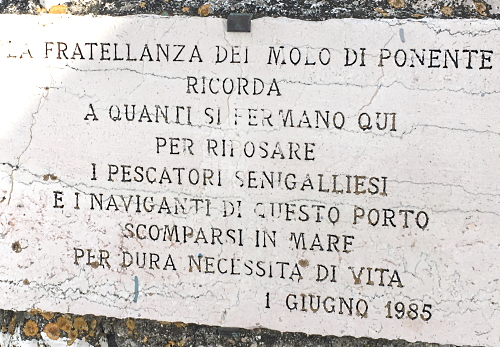 LA FRATELLANZA DEL MOLO DI PONENTE
RICORDA
A QUANTI SI FERMANO QUI
PER RIPOSARE
I PESCATORI SENIGALLIESI
E I NAVIGANTI DI QUESTO PORTO
SCOMPARSI IN MARE
PER DURA NECESSITA DI VITA
1 GIUGNO 1985